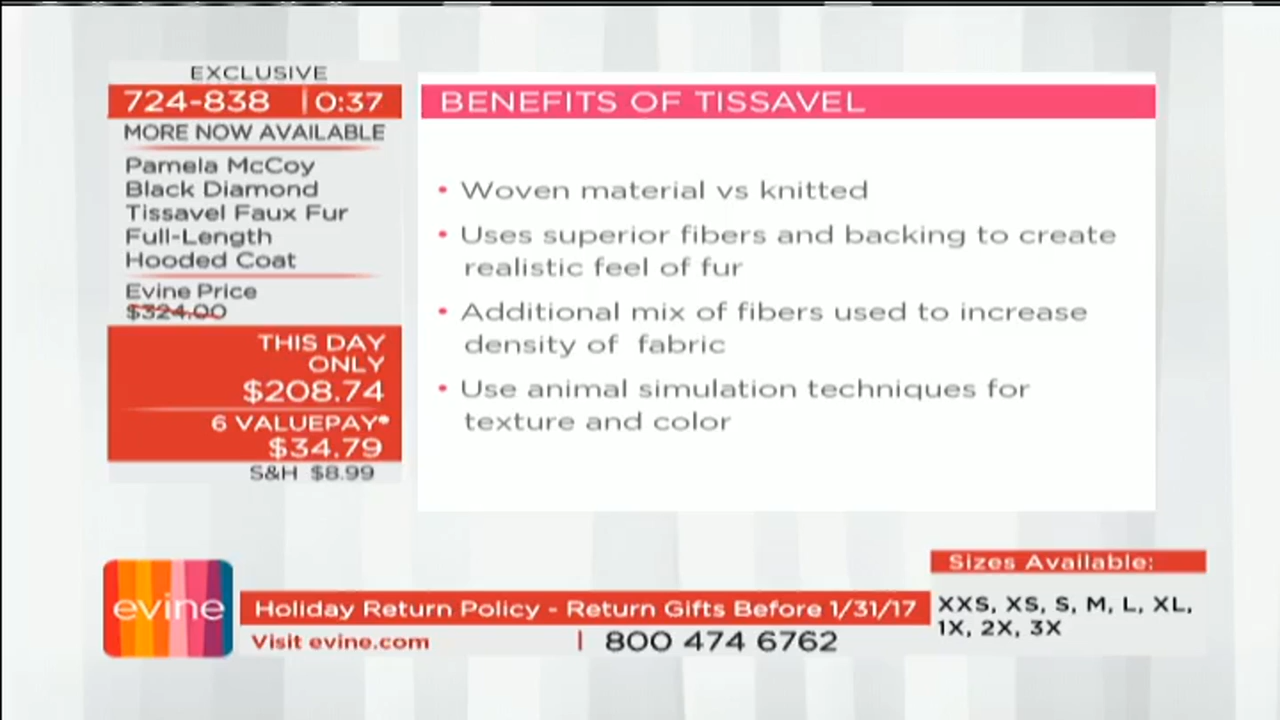 EXCLUSIVE
724-838 | 0:37
MORE NOW AVAILABLE
Pamela McCoy
Black Diamond
Tissavel Faux Fur
Full-Length
Hooded Coat
Evine Price
$324.00
THIS DAY
ONLY
$208.74
6 VALUEPAY®
$34.79
S&H $8.99
BENEFITS OF TISSAVEL
• Woven material vs knitted
• Uses superior fibers and backing to create
realistic feel of fur
• Additional mix of fibers used to increase
density of fabric
• Use animal simulation techniques for
texture and color
evine
Holiday Return Policy - Return Gifts Before 1/31/17
Visit evine.com | 800 474 6762
Sizes Available:
XXS, XS, S, M, L, XL,
1X, 2X, 3X